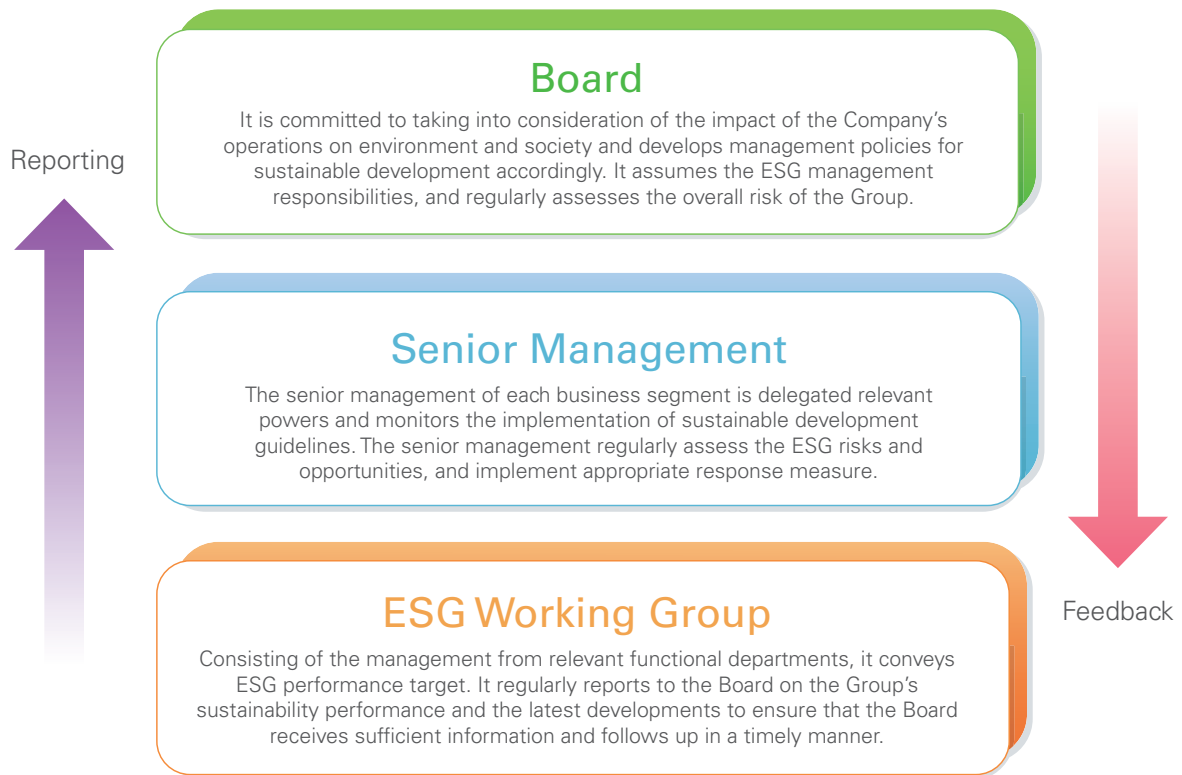 Board
It is committed to taking into consideration of the impact of the Company's
operations on environment and society and develops management policies for
sustainable development accordingly. It assumes the ESG management
responsibilities, and regularly assesses the overall risk of the Group.
Reporting
Senior Management
The senior management of each business segment is delegated relevant
powers and monitors the implementation of sustainable development
guidelines. The senior management regularly assess the ESG risks and
opportunities, and implement appropriate response measure.
ESG Working Group
Consisting of the management from relevant functional departments, it conveys
ESG performance target. It regularly reports to the Board on the Group's
sustainability performance and the latest developments to ensure that the Board
receives sufficient information and follows up in a timely manner.
Feedback